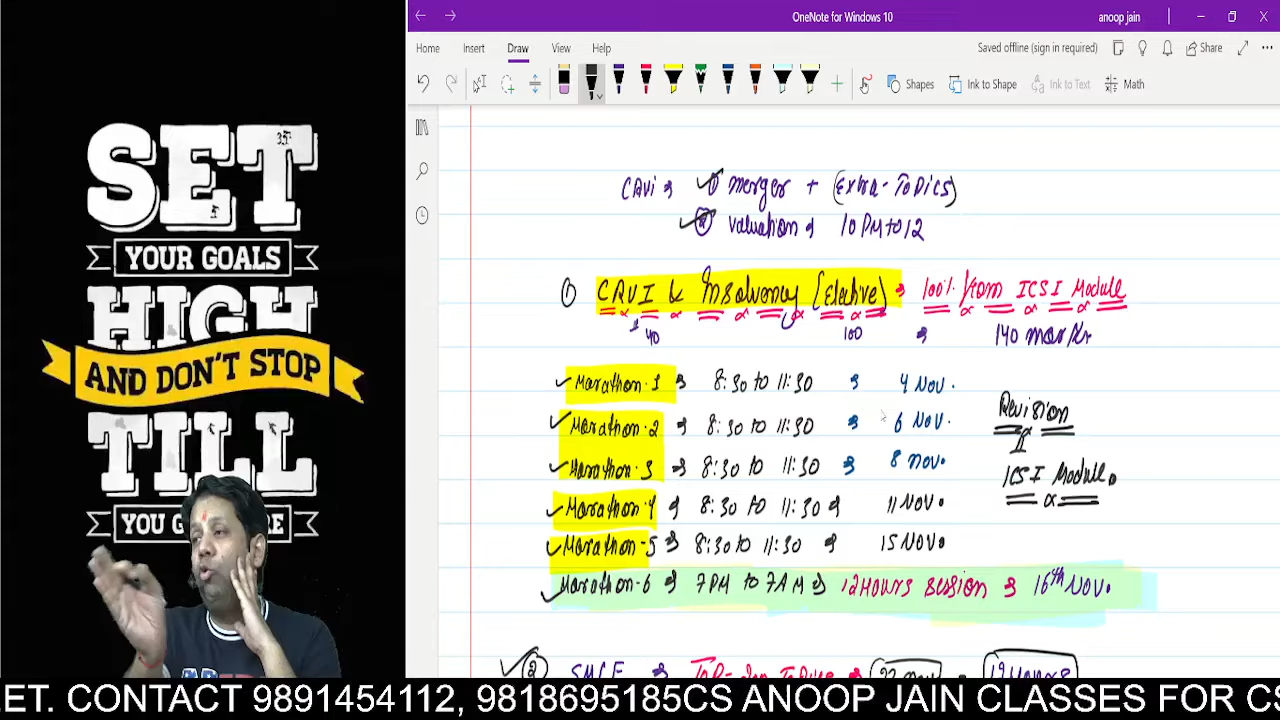 OneNote for Windows 10
anoop jain
Home Insert Draw View Help
Saved offline (sign in required)
Share
Shapes
Ink to Shape
Ink to Text
Math
SET
YOUR GOALS
HIGH
AND DON'T STOP
TILL
YOU G RE
CRVI ① merger + (Extra-Topics)
② valuation 10 PM to 12
① CRVI & Insolvency (Elective) 100% from ICSI Module
40 100 140 marks
Marathon-1 8:30 to 11:30 4 Nov.
Marathon-2 8:30 to 11:30 6 Nov.
Marathon-3 8:30 to 11:30 8 Nov.
Marathon-4 8:30 to 11:30 11 Nov.
Marathon-5 8:30 to 11:30 15 Nov.
Marathon-6 7 PM to 7 AM 12 Hours Session 16th Nov.
Revision
ICSI Module.
②
ET. CONTACT 9891454112, 9818695185CS ANOOP JAIN CLASSES FOR CS